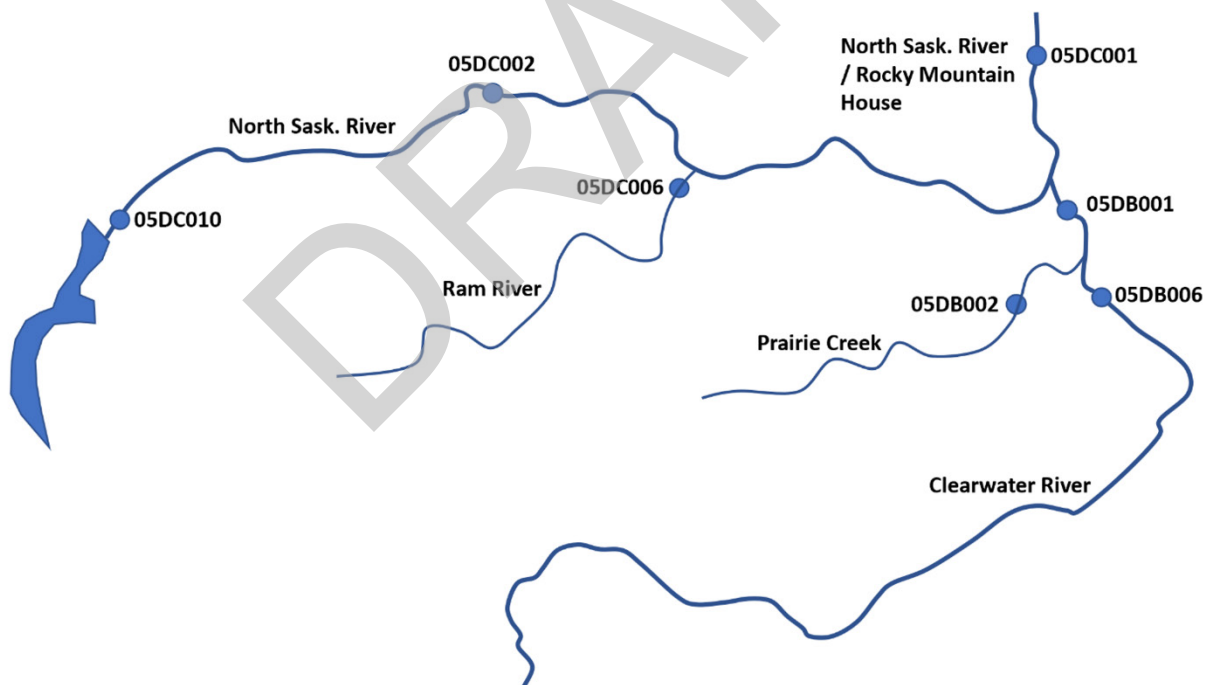 North Sask. River
/ Rocky Mountain
House
05DC001
05DC002
North Sask. River
05DC006
05DC010
05DB001
Ram River
05DB002
05DB006
Prairie Creek
Clearwater River
DRAF